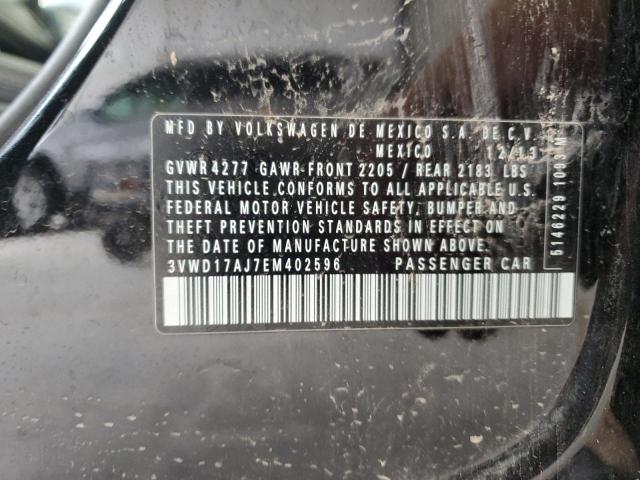 MFD BY VOLKSWAGEN DE MEXICO S.A. DE C.V.
MEXICO 12/13
GVWR 4277 GAWR-FRONT 2205 / REAR 2183 LBS
THIS VEHICLE CONFORMS TO ALL APPLICABLE U.S.
FEDERAL MOTOR VEHICLE SAFETY, BUMPER AND
THEFT PREVENTION STANDARDS IN EFFECT
ON THE DATE OF MANUFACTURE SHOWN ABOVE.
3VWD17AJ7EM402596 PASSENGER CAR
5146229 1003 M